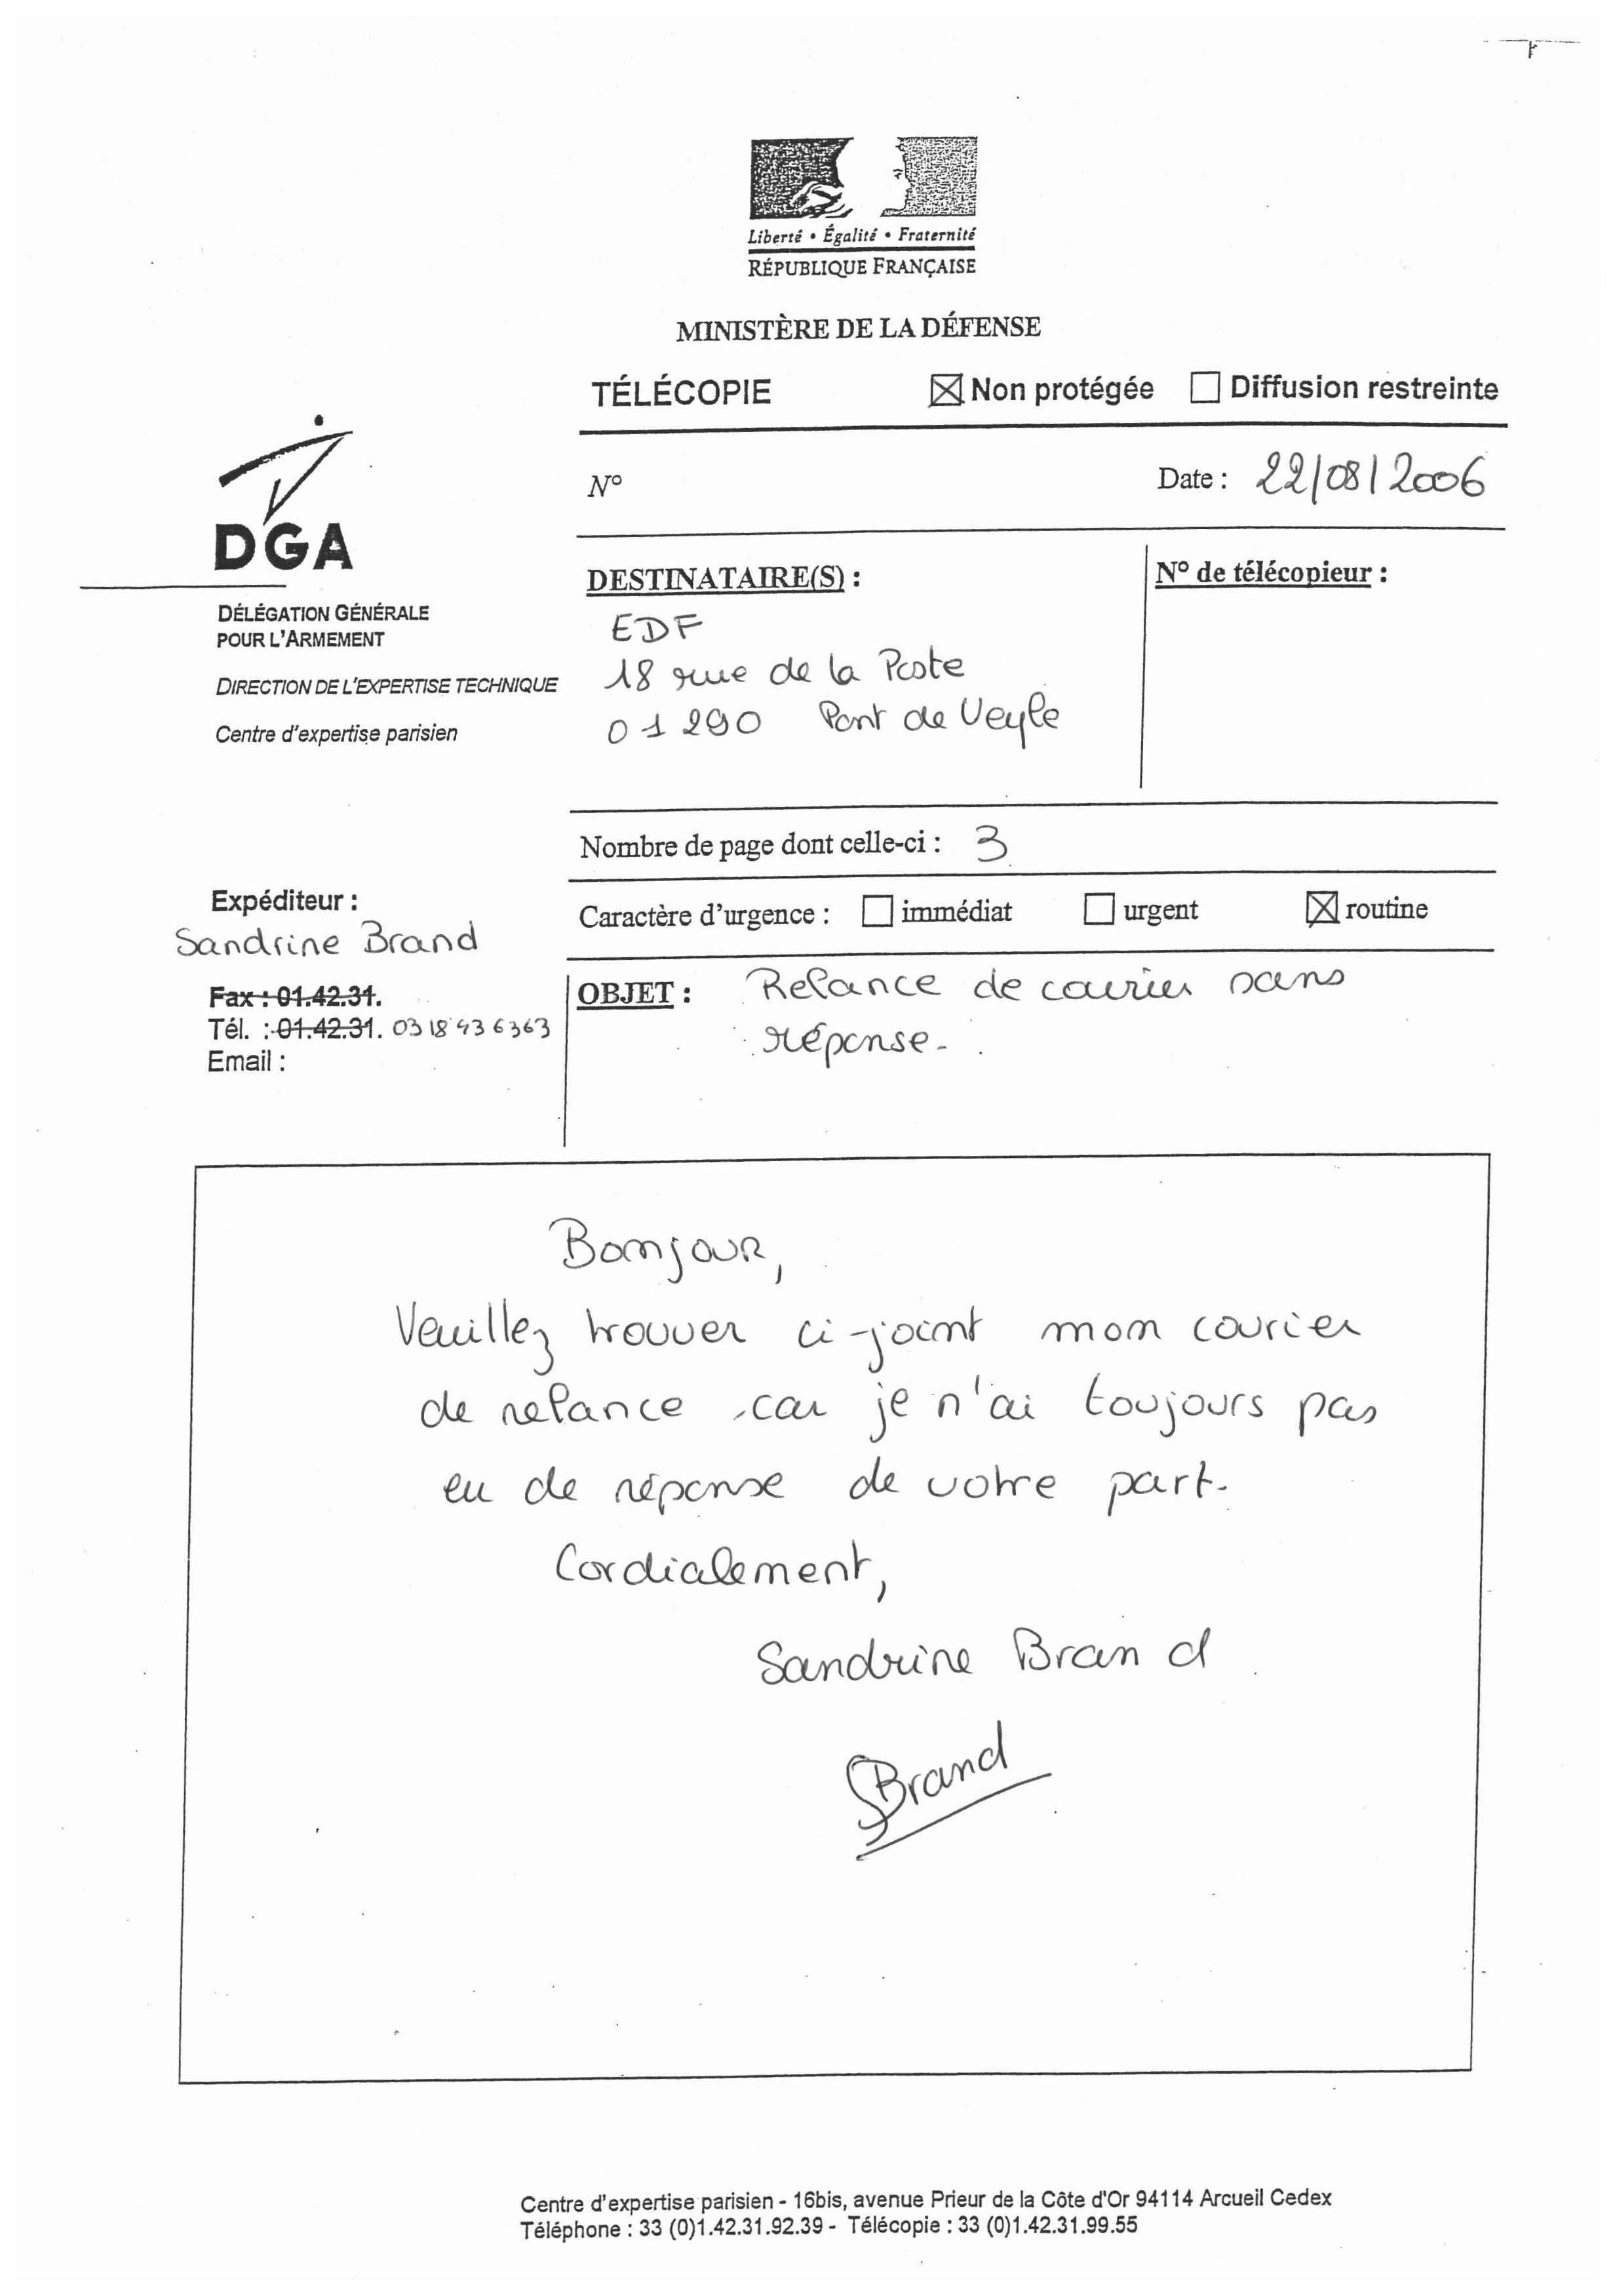 Liberté • Égalité • Fraternité
RÉPUBLIQUE FRANÇAISE
MINISTÈRE DE LA DÉFENSE
TÉLÉCOPIE ☒ Non protégée ☐ Diffusion restreinte
N° Date : 22/08/2006
DGA
DÉLÉGATION GÉNÉRALE
POUR L'ARMEMENT
DIRECTION DE L'EXPERTISE TECHNIQUE
Centre d'expertise parisien
DESTINATAIRE(S) :
EDF
18 rue de la Poste
01290 Pont de Veyle
N° de télécopieur :
Nombre de page dont celle-ci : 3
Caractère d'urgence : ☐ immédiat ☐ urgent ☒ routine
Expéditeur :
Sandrine Brand
Fax : 01.42.31.
Tél. : 01.42.31. 03 18 43 63 63
Email :
OBJET : Relance de courier sans
réponse.
Bonjour,
Veuillez trouver ci-joint mon courier
de relance, car je n'ai toujours pas
eu de réponse de votre part.
Cordialement,
Sandrine Brand
SBrand
Centre d'expertise parisien - 16bis, avenue Prieur de la Côte d'Or 94114 Arcueil Cedex
Téléphone : 33 (0)1.42.31.92.39 - Télécopie : 33 (0)1.42.31.99.55